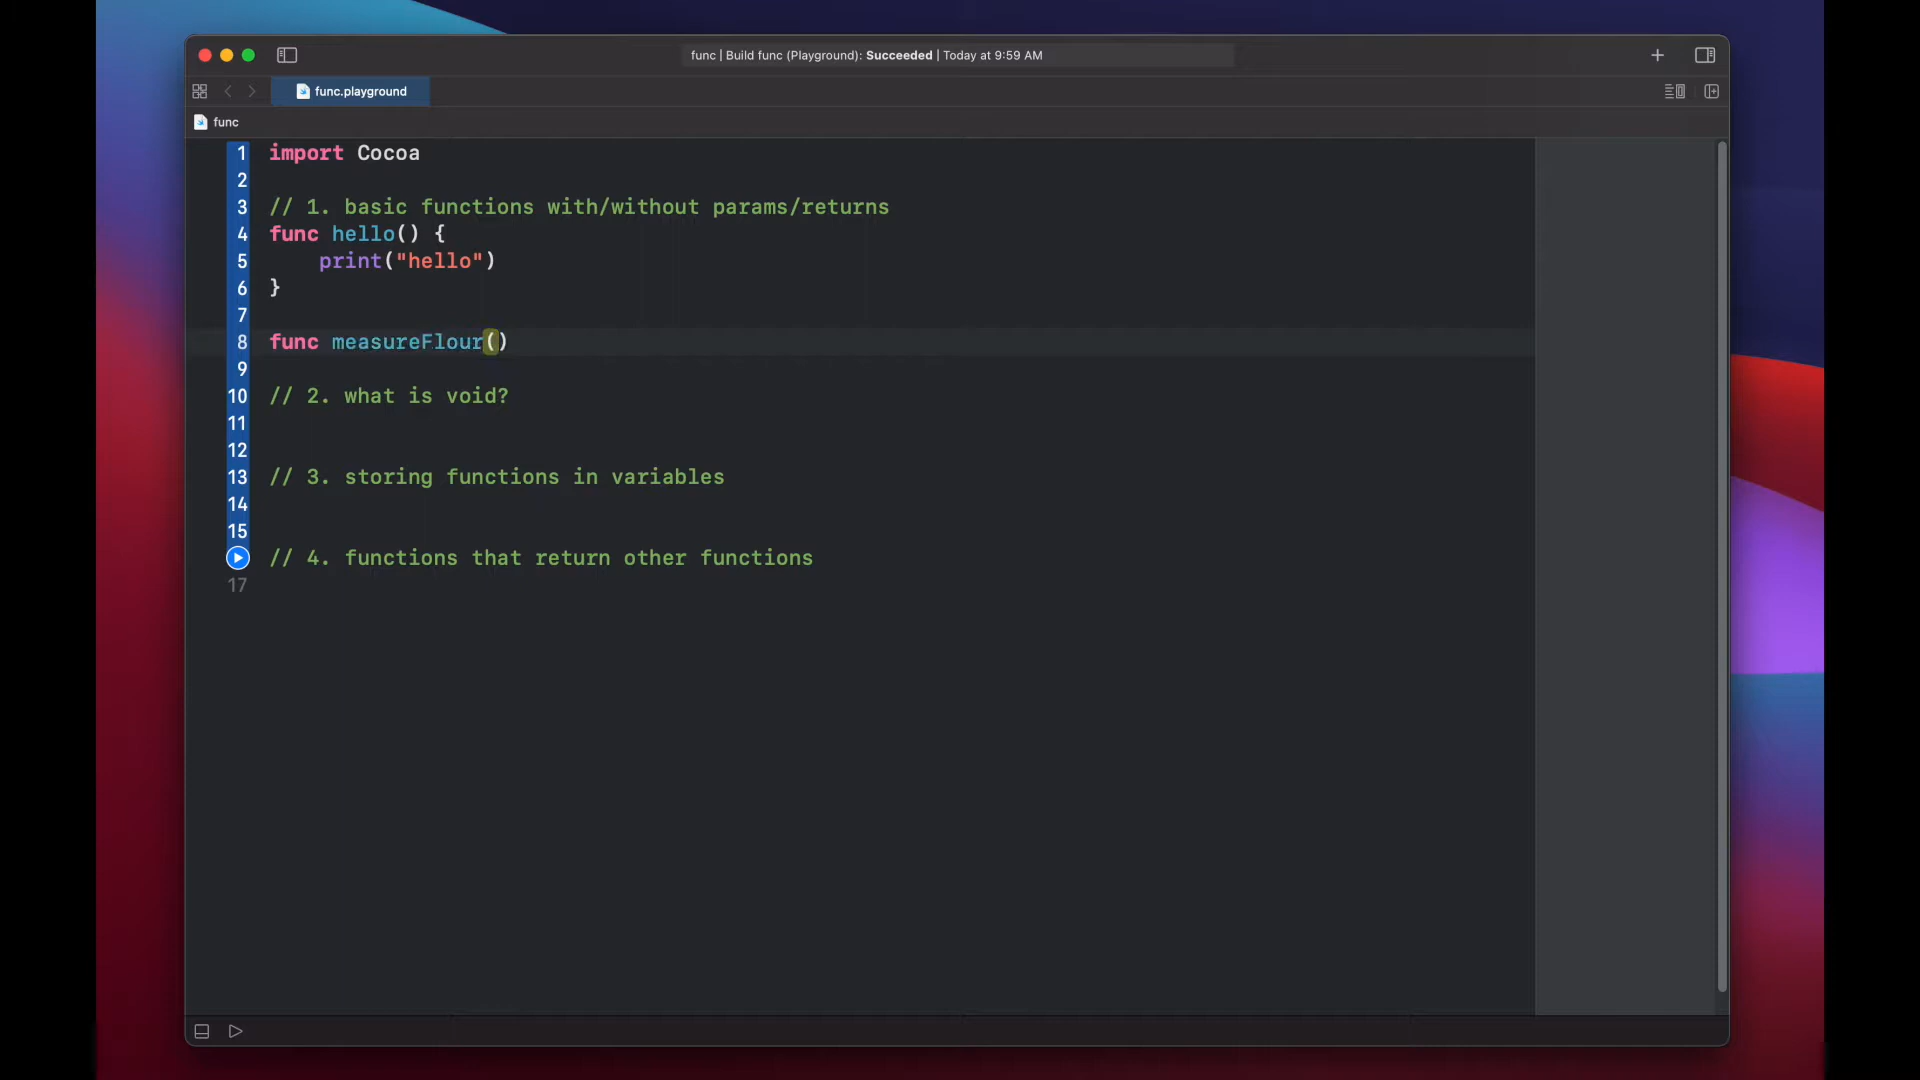 func | Build func (Playground): Succeeded | Today at 9:59 AM
func.playground
func
1 import Cocoa
2
3 // 1. basic functions with/without params/returns
4 func hello() {
5     print("hello")
6 }
7
8 func measureFlour()
9
10 // 2. what is void?
11
12
13 // 3. storing functions in variables
14
15
// 4. functions that return other functions
17